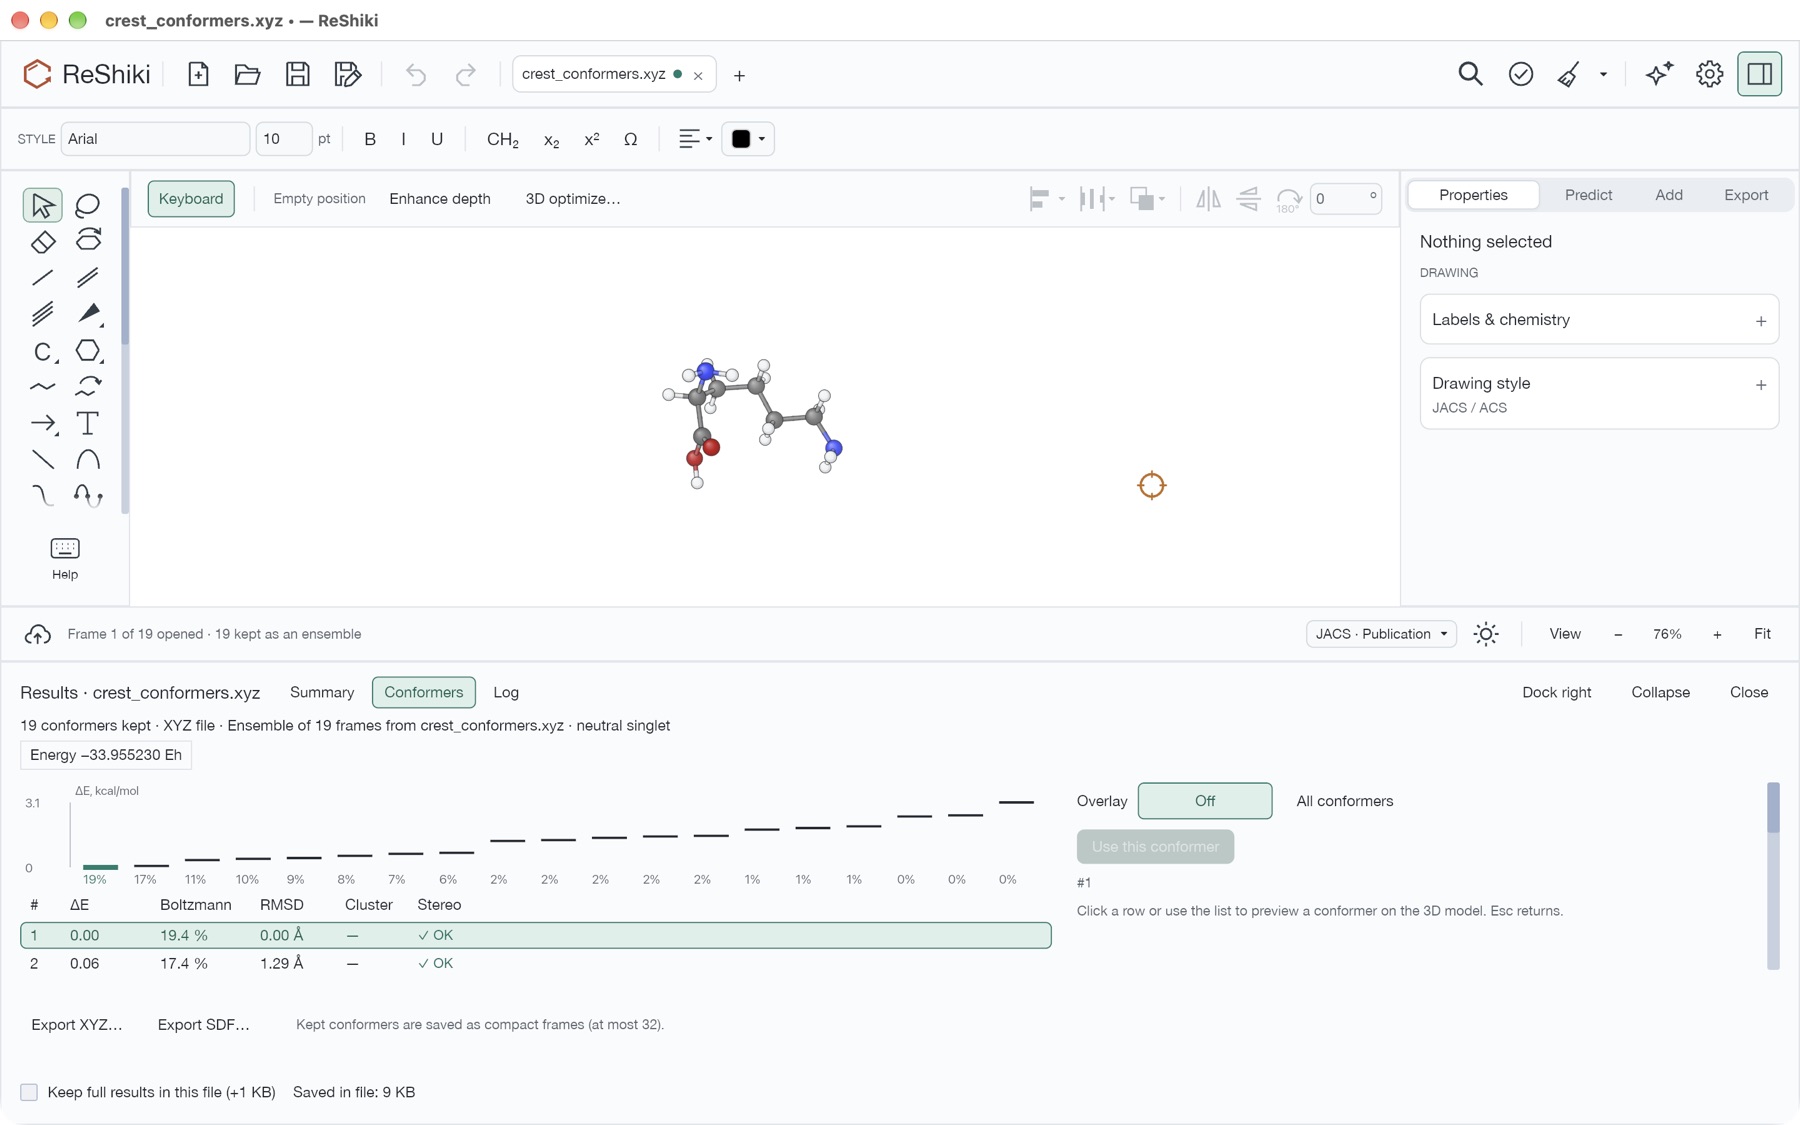 crest_conformers.xyz • — ReShiki
ReShiki
crest_conformers.xyz
STYLE Arial 10 pt B I U CH₂ x₂ x² Ω
Keyboard Empty position Enhance depth 3D optimize… 180° 0 °
Properties Predict Add Export
Nothing selected
DRAWING
Labels & chemistry +
Drawing style +
JACS / ACS
C
T
Help
Frame 1 of 19 opened · 19 kept as an ensemble
JACS · Publication View − 76% + Fit
Results · crest_conformers.xyz Summary Conformers Log Dock right Collapse Close
19 conformers kept · XYZ file · Ensemble of 19 frames from crest_conformers.xyz · neutral singlet
Energy −33.955230 Eh
ΔE, kcal/mol
3.1
0
19% 17% 11% 10% 9% 8% 7% 6% 2% 2% 2% 2% 2% 1% 1% 1% 0% 0% 0%
# ΔE Boltzmann RMSD Cluster Stereo
1 0.00 19.4 % 0.00 Å — ✓ OK
2 0.06 17.4 % 1.29 Å — ✓ OK
Overlay Off All conformers
Use this conformer
#1
Click a row or use the list to preview a conformer on the 3D model. Esc returns.
Export XYZ… Export SDF… Kept conformers are saved as compact frames (at most 32).
Keep full results in this file (+1 KB) Saved in file: 9 KB